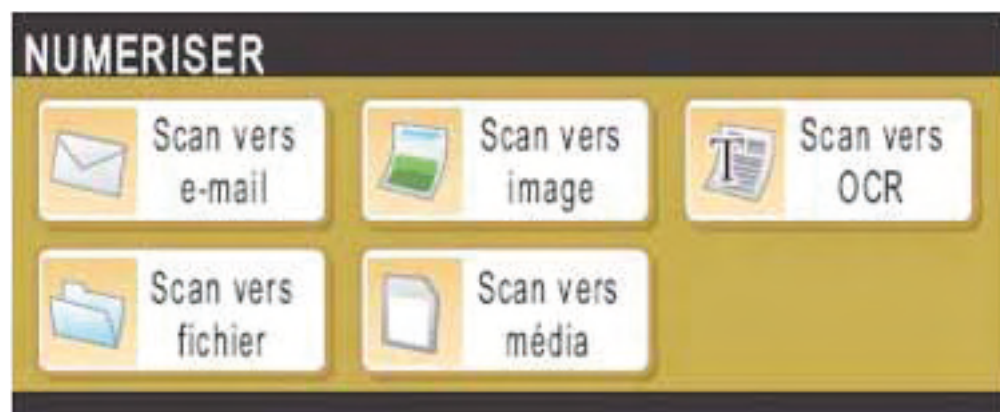 NUMERISER
Scan vers
e-mail
Scan vers
image
T
Scan vers
OCR
Scan vers
fichier
Scan vers
média